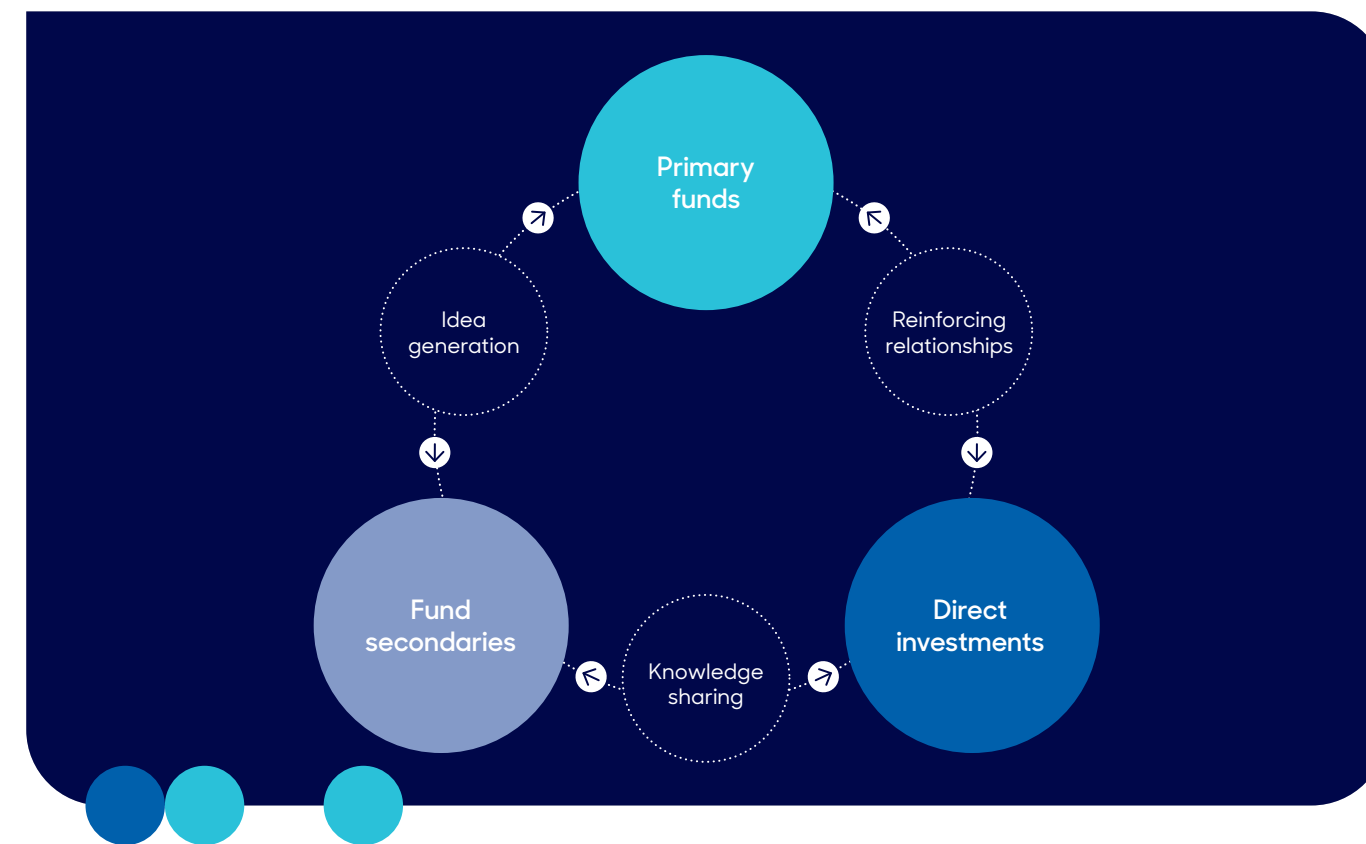 Primary
funds
Idea
generation
Reinforcing
relationships
Fund
secondaries
Direct
investments
Knowledge
sharing